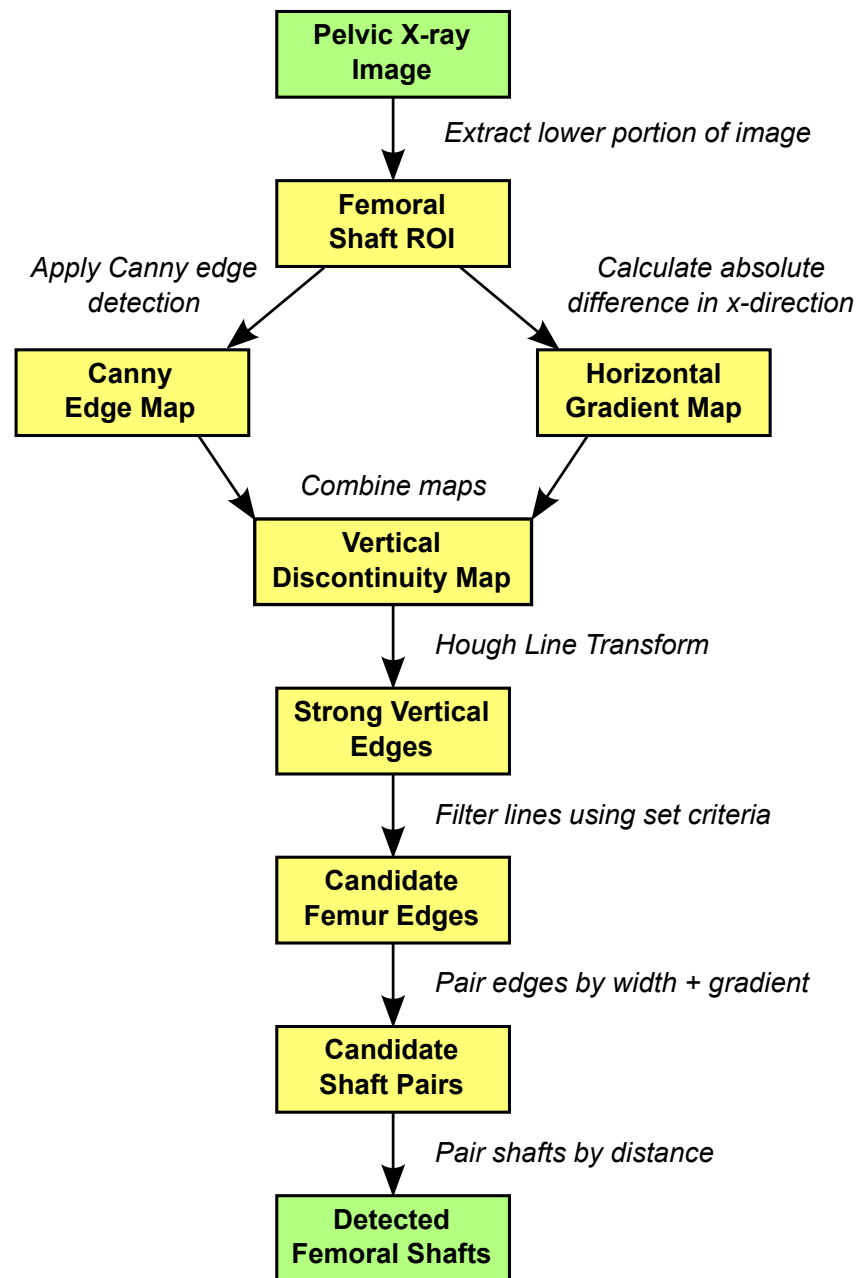 Pelvic X-ray
Image
Extract lower portion of image
Femoral
Shaft ROI
Apply Canny edge
detection
Calculate absolute
difference in x-direction
Canny
Edge Map
Horizontal
Gradient Map
Combine maps
Vertical
Discontinuity Map
Hough Line Transform
Strong Vertical
Edges
Filter lines using set criteria
Candidate
Femur Edges
Pair edges by width + gradient
Candidate
Shaft Pairs
Pair shafts by distance
Detected
Femoral Shafts